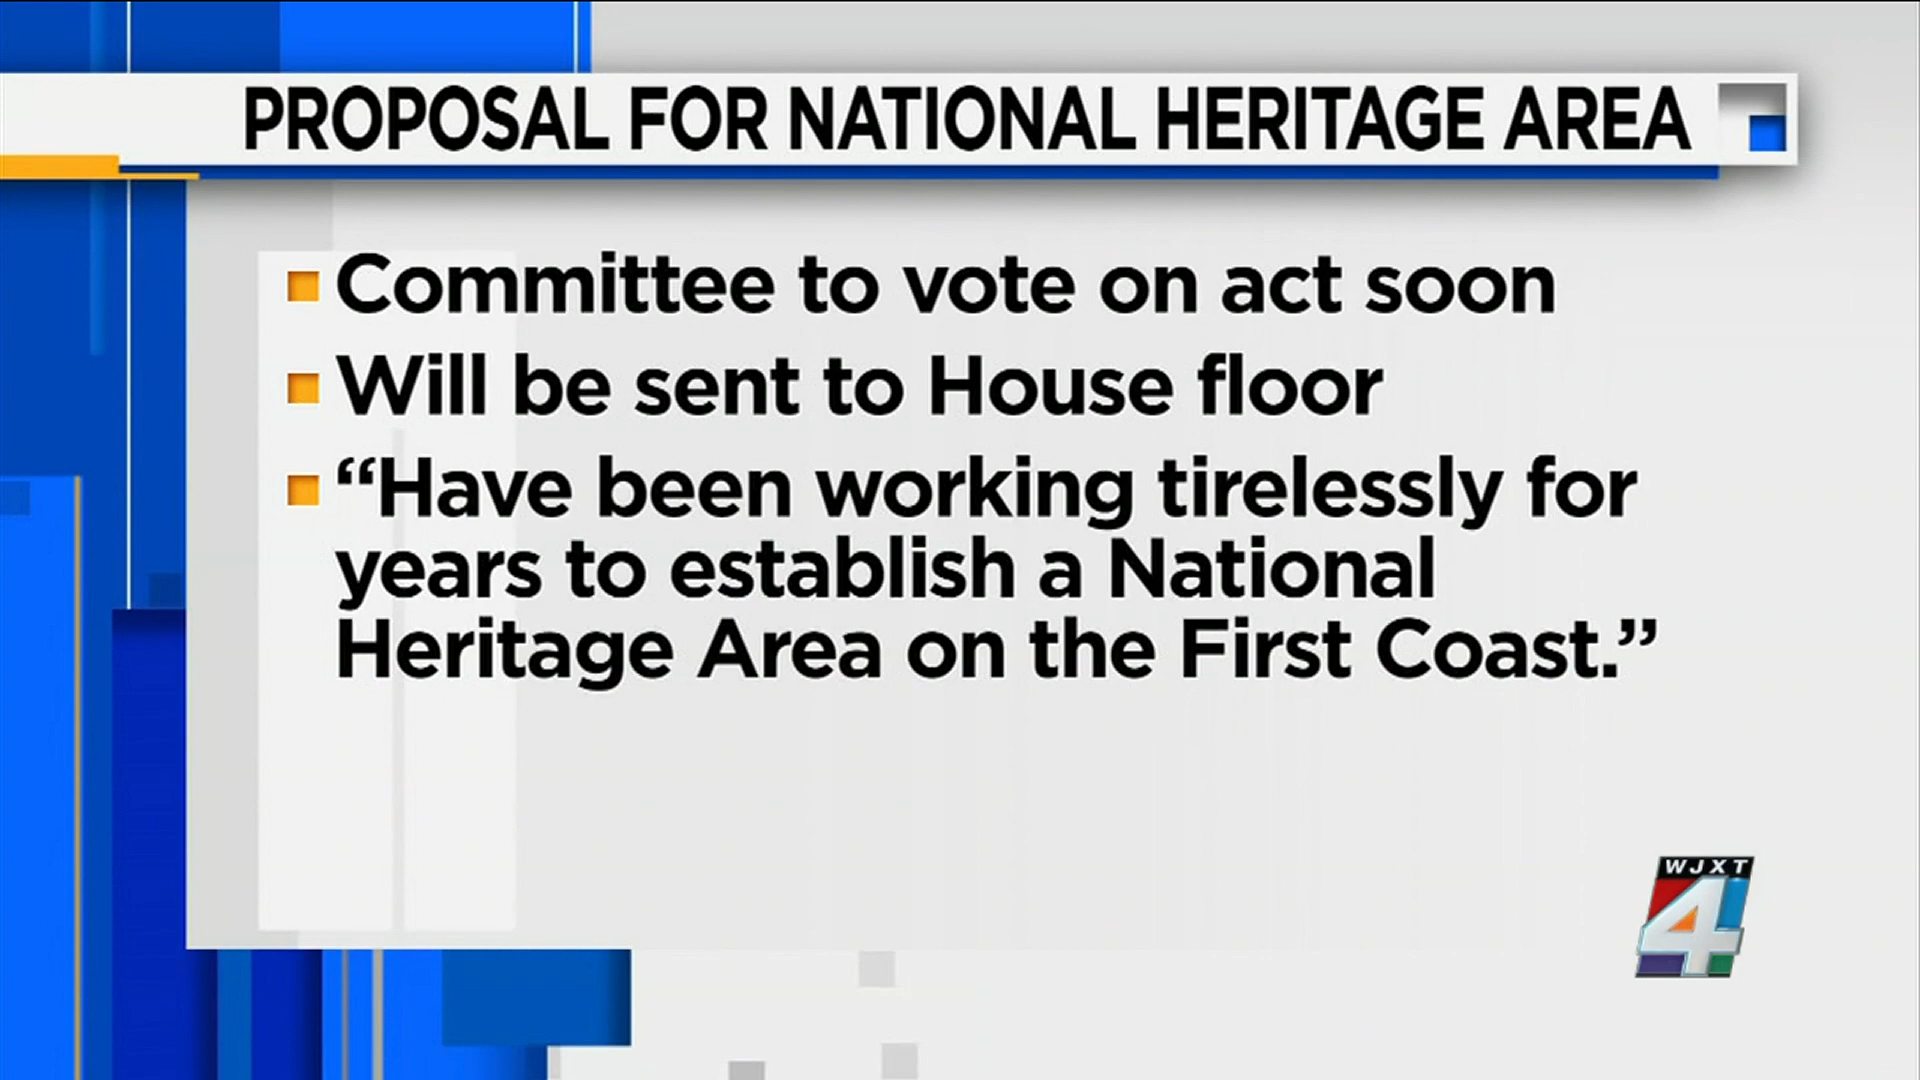 PROPOSAL FOR NATIONAL HERITAGE AREA
Committee to vote on act soon
Will be sent to House floor
“Have been working tirelessly for
years to establish a National
Heritage Area on the First Coast.”
WJXT
4